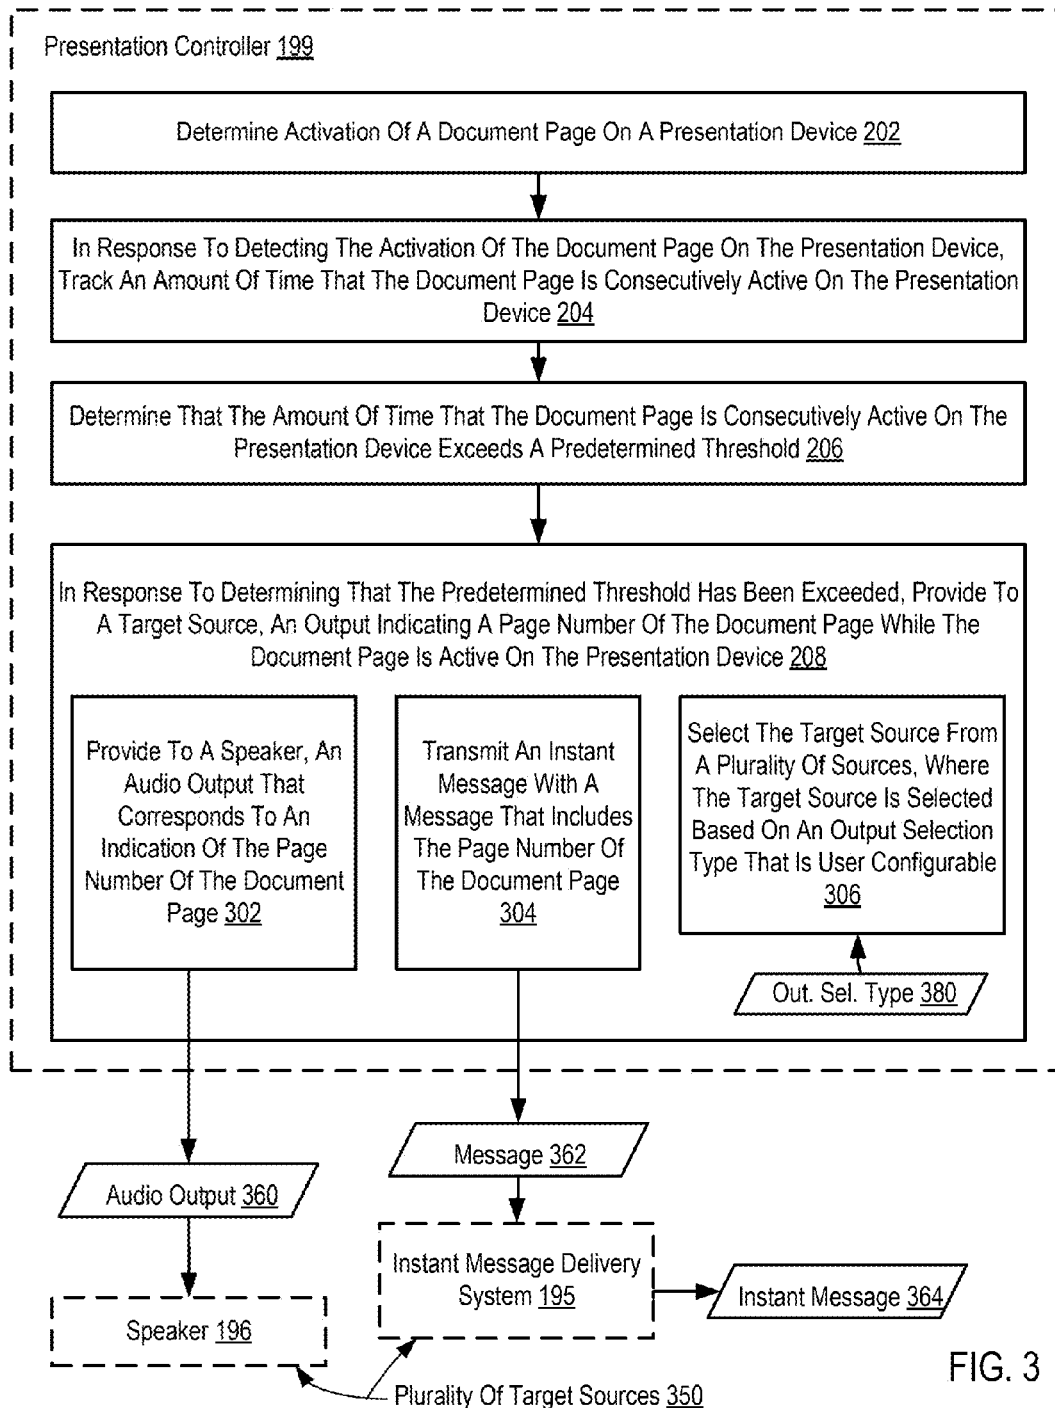 Presentation Controller 199
Determine Activation Of A Document Page On A Presentation Device 202
In Response To Detecting The Activation Of The Document Page On The Presentation Device,
Track An Amount Of Time That The Document Page Is Consecutively Active On The Presentation
Device 204
Determine That The Amount Of Time That The Document Page Is Consecutively Active On The
Presentation Device Exceeds A Predetermined Threshold 206
In Response To Determining That The Predetermined Threshold Has Been Exceeded, Provide To
A Target Source, An Output Indicating A Page Number Of The Document Page While The
Document Page Is Active On The Presentation Device 208
Provide To A Speaker, An
Audio Output That
Corresponds To An
Indication Of The Page
Number Of The Document
Page 302
Transmit An Instant
Message With A
Message That Includes
The Page Number Of
The Document Page
304
Select The Target Source From
A Plurality Of Sources, Where
The Target Source Is Selected
Based On An Output Selection
Type That Is User Configurable
306
Out. Sel. Type 380
Message 362
Audio Output 360
Instant Message Delivery
System 195
Instant Message 364
Speaker 196
Plurality Of Target Sources 350
FIG. 3